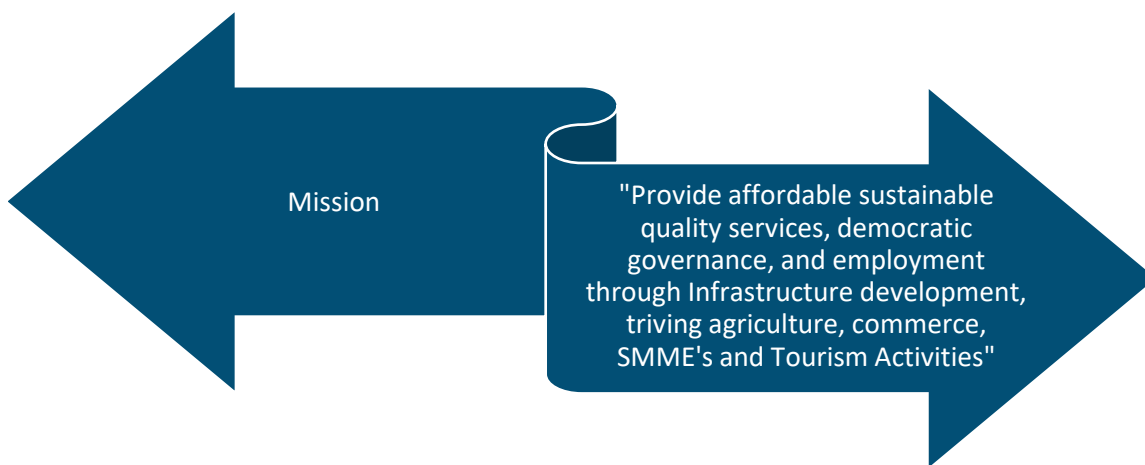 Mission
"Provide affordable sustainable
quality services, democratic
governance, and employment
through Infrastructure development,
triving agriculture, commerce,
SMME's and Tourism Activities"